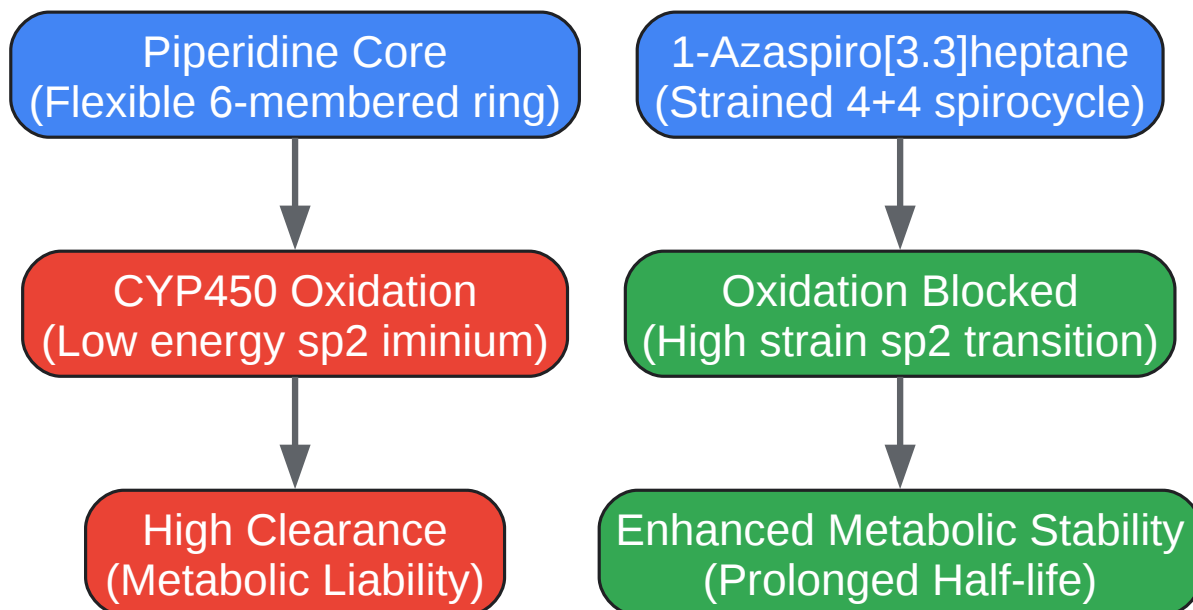 Piperidine Core
(Flexible 6-membered ring)
CYP450 Oxidation
(Low energy sp2 iminium)
High Clearance
(Metabolic Liability)
1-Azaspiro[3.3]heptane
(Strained 4+4 spirocycle)
Oxidation Blocked
(High strain sp2 transition)
Enhanced Metabolic Stability
(Prolonged Half-life)